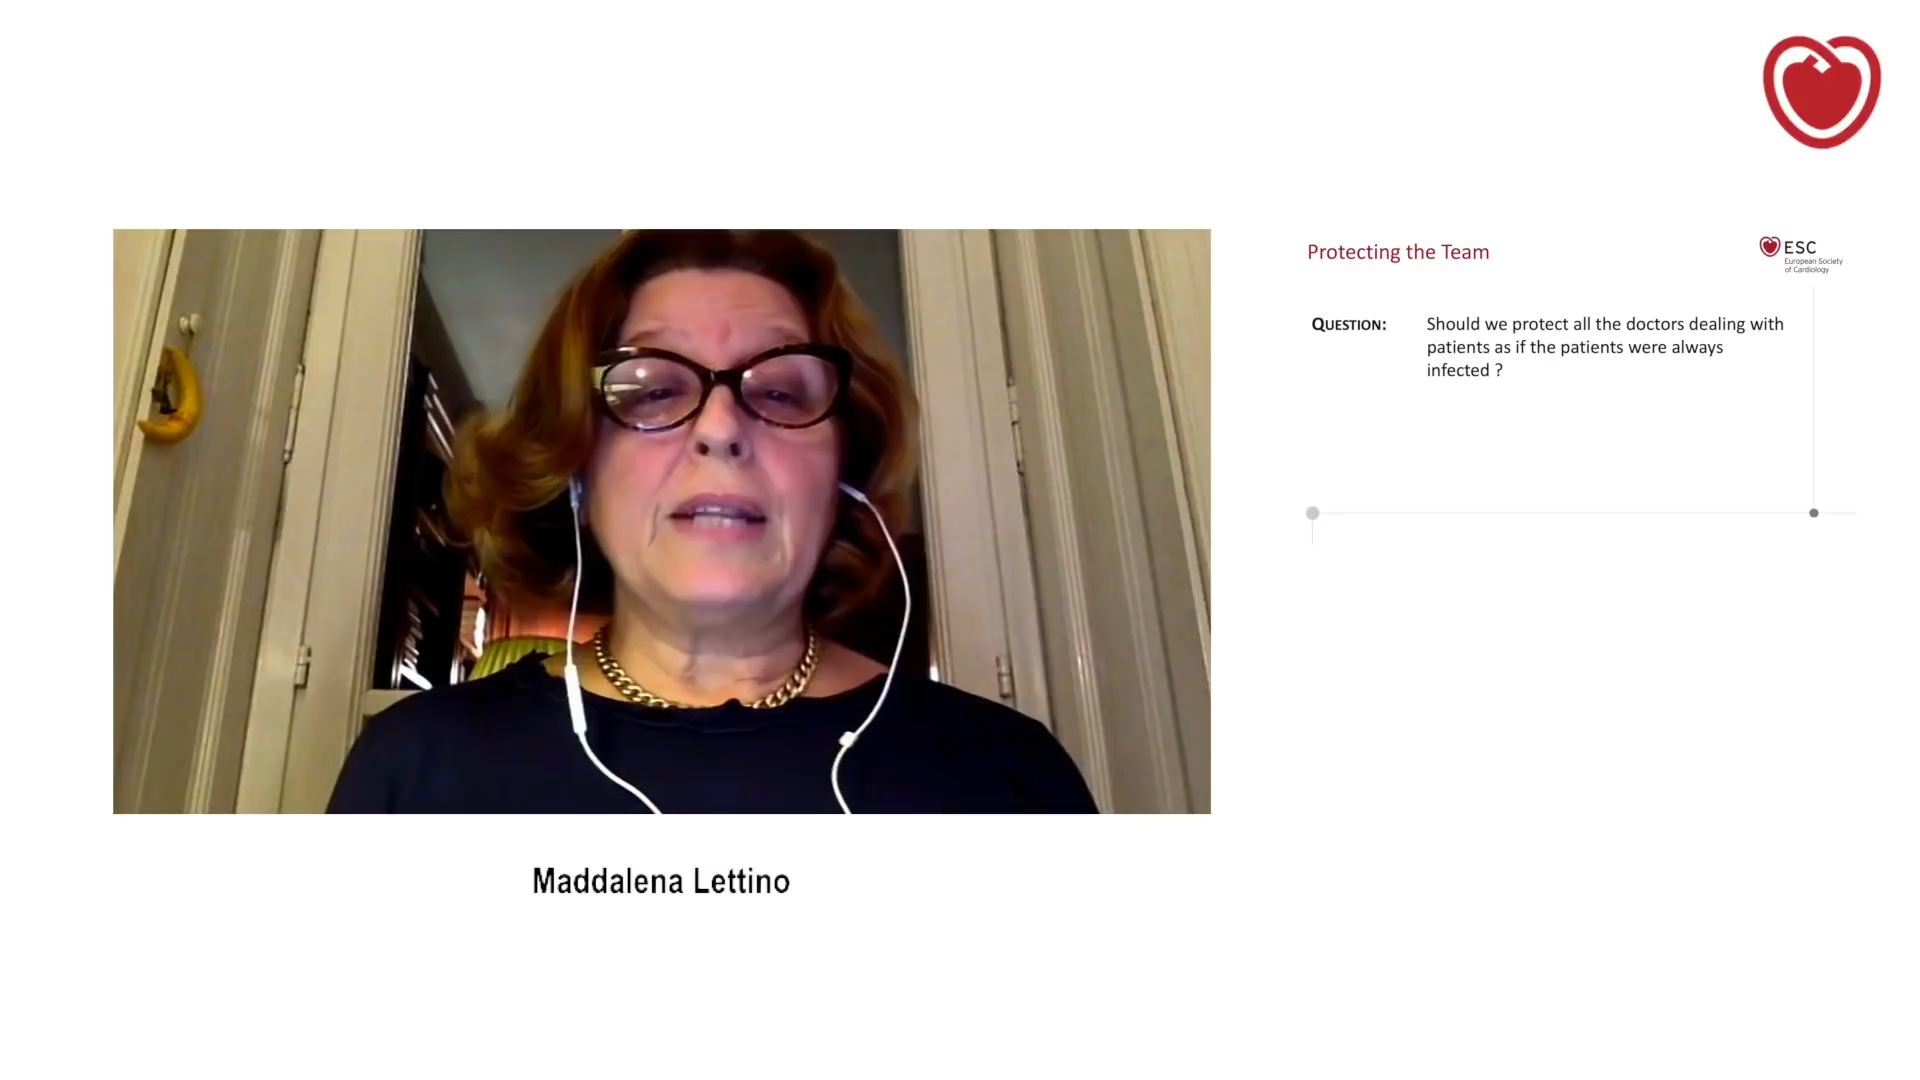 Protecting the Team
ESC
European Society
of Cardiology
QUESTION: Should we protect all the doctors dealing with
patients as if the patients were always
infected ?
Maddalena Lettino